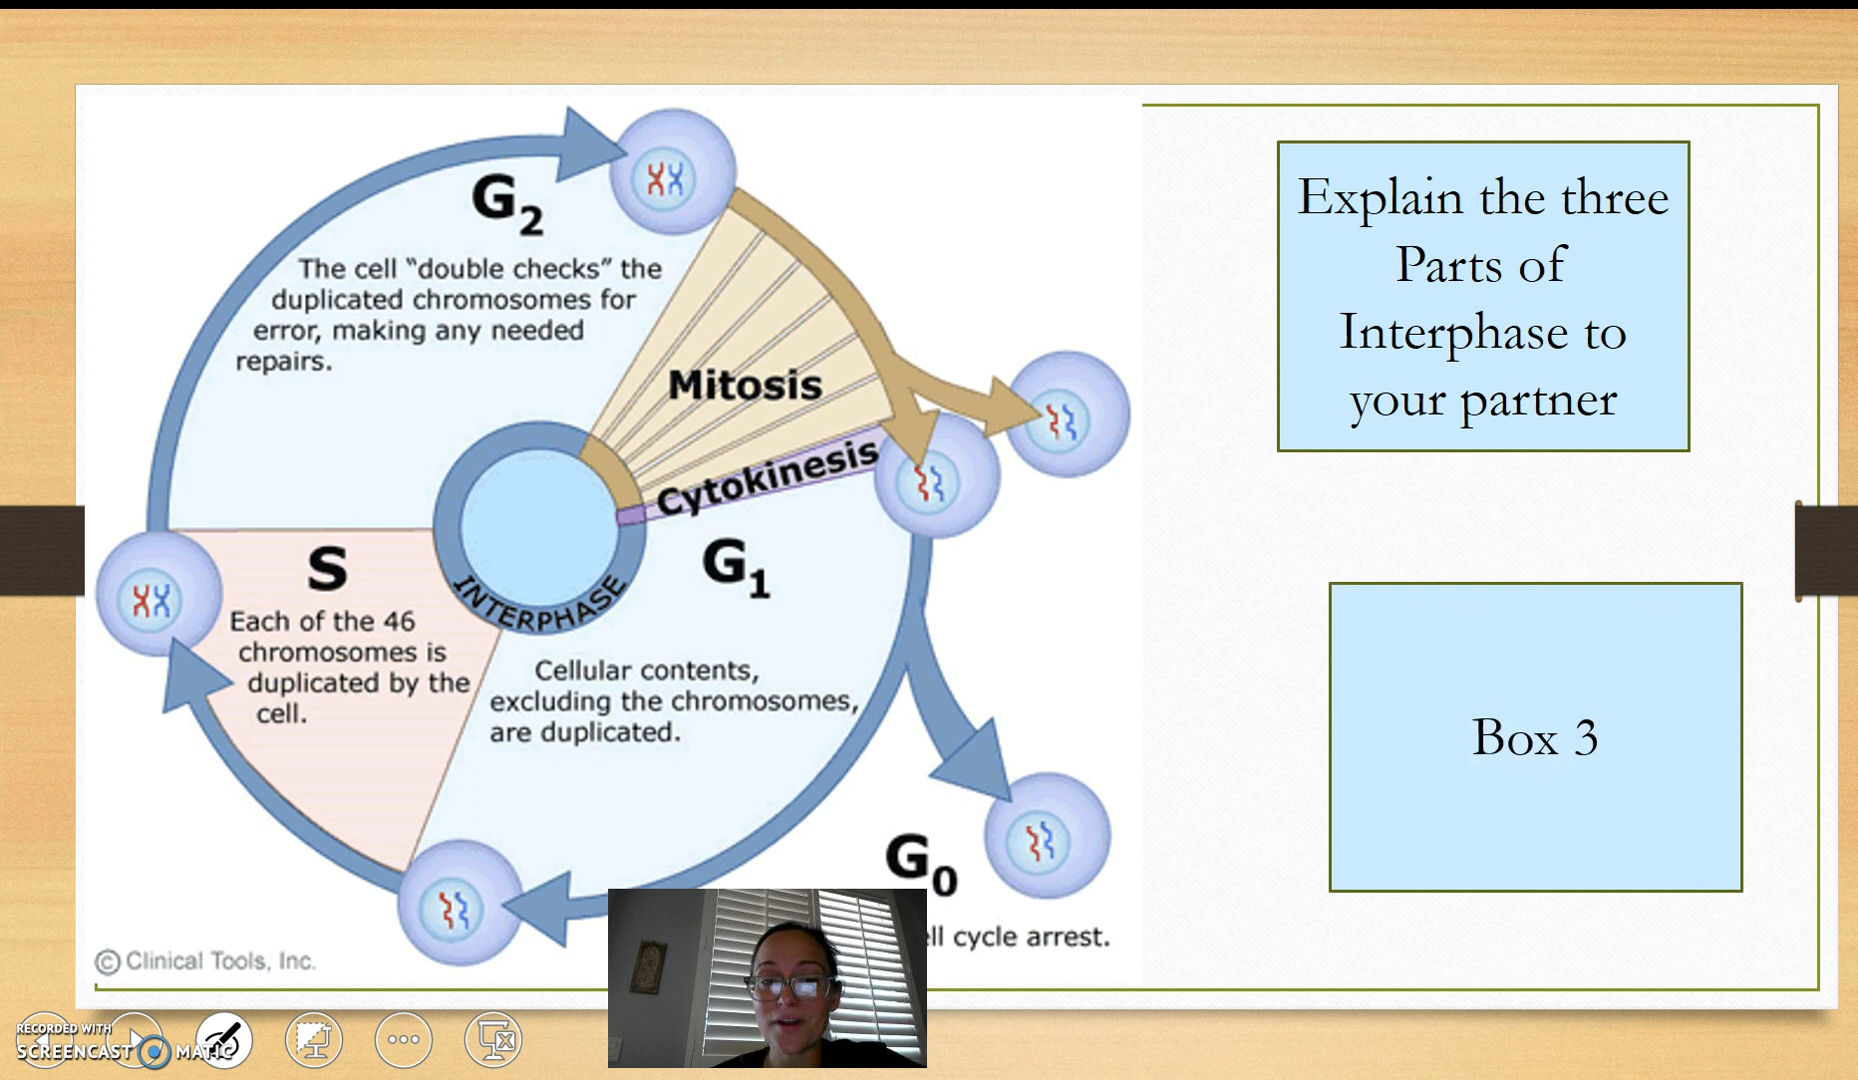 G2
The cell “double checks” the
duplicated chromosomes for
error, making any needed
repairs.
Mitosis
Cytokinesis
S
Each of the 46
chromosomes is
duplicated by the
cell.
INTERPHASE
G1
Cellular contents,
excluding the chromosomes,
are duplicated.
G0
cycle arrest.
© Clinical Tools, Inc.
Explain the three
Parts of
Interphase to
your partner
Box 3
RECORDED WITH
SCREENCAST MATIC